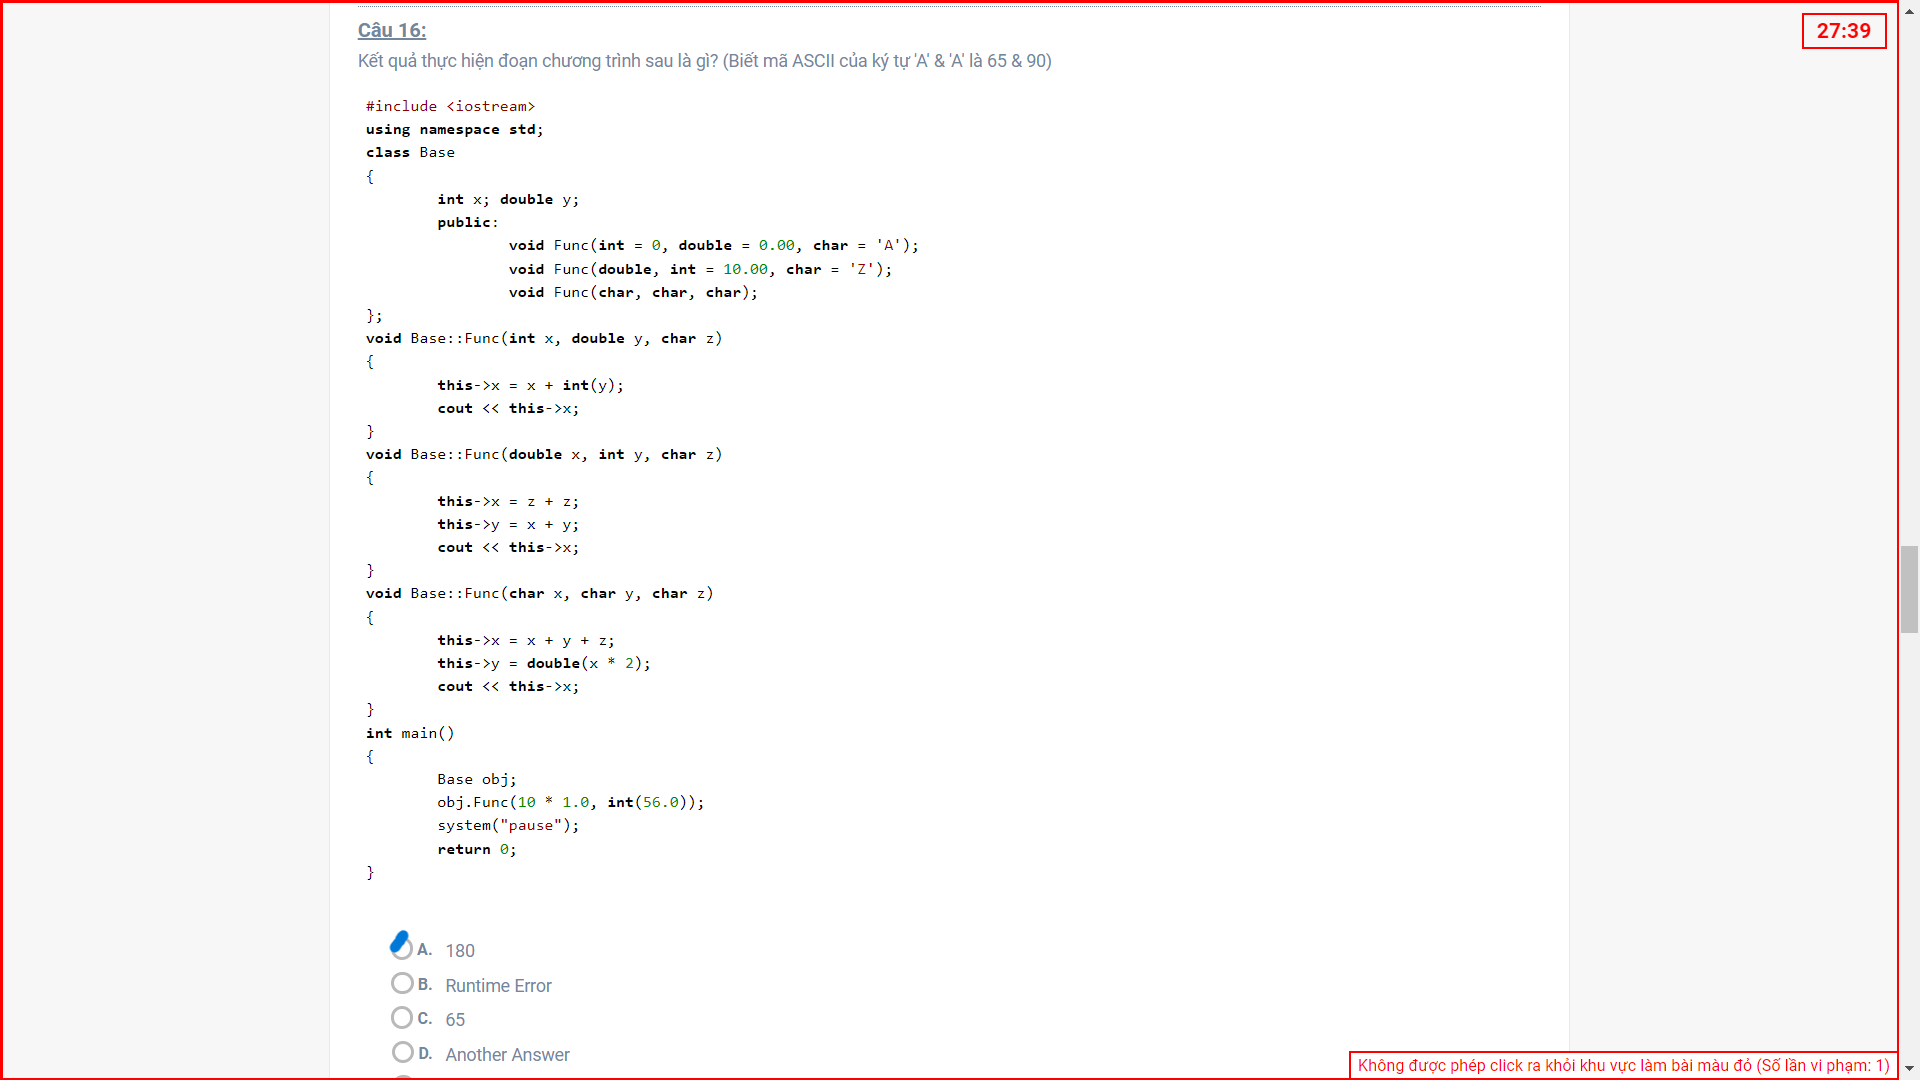 Câu 16:
27:39
Kết quả thực hiện đoạn chương trình sau là gì? (Biết mã ASCII của ký tự 'A' & 'A' là 65 & 90)
#include <iostream>
using namespace std;
class Base
{
int x; double y;
public:
void Func(int = 0, double = 0.00, char = 'A');
void Func(double, int = 10.00, char = 'Z');
void Func(char, char, char);
};
void Base::Func(int x, double y, char z)
{
this->x = x + int(y);
cout << this->x;
}
void Base::Func(double x, int y, char z)
{
this->x = z + z;
this->y = x + y;
cout << this->x;
}
void Base::Func(char x, char y, char z)
{
this->x = x + y + z;
this->y = double(x * 2);
cout << this->x;
}
int main()
{
Base obj;
obj.Func(10 * 1.0, int(56.0));
system("pause");
return 0;
}
A. 180
B. Runtime Error
C. 65
D. Another Answer
Không được phép click ra khỏi khu vực làm bài màu đỏ (Số lần vi phạm: 1)